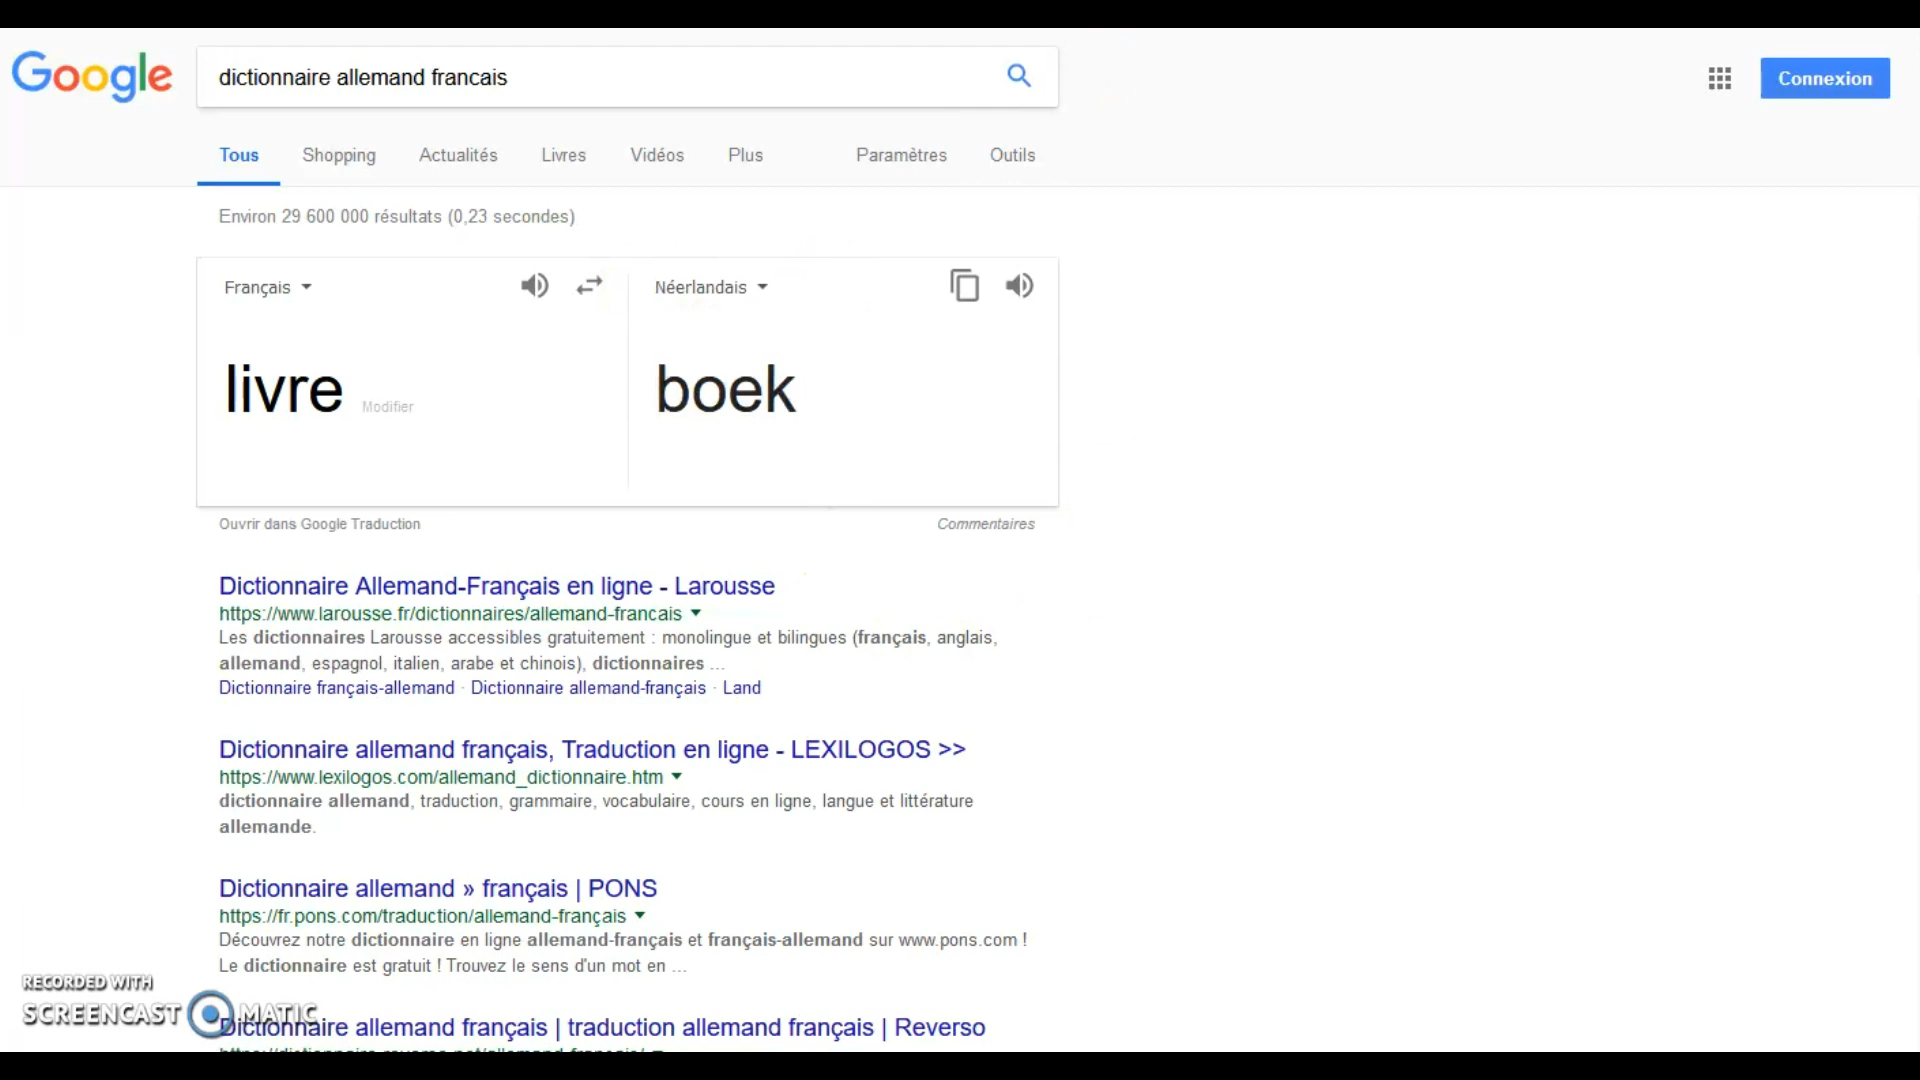 Google
dictionnaire allemand francais
Connexion
Tous Shopping Actualités Livres Vidéos Plus Paramètres Outils
Environ 29 600 000 résultats (0,23 secondes)
Français Néerlandais
livre Modifier boek
Ouvrir dans Google Traduction Commentaires
Dictionnaire Allemand-Français en ligne - Larousse
https://www.larousse.fr/dictionnaires/allemand-francais
Les dictionnaires Larousse accessibles gratuitement : monolingue et bilingues (français, anglais,
allemand, espagnol, italien, arabe et chinois), dictionnaires ...
Dictionnaire français-allemand · Dictionnaire allemand-français · Land
Dictionnaire allemand français, Traduction en ligne - LEXILOGOS >>
https://www.lexilogos.com/allemand_dictionnaire.htm
dictionnaire allemand, traduction, grammaire, vocabulaire, cours en ligne, langue et littérature
allemande.
Dictionnaire allemand » français | PONS
https://fr.pons.com/traduction/allemand-français
Découvrez notre dictionnaire en ligne allemand-français et français-allemand sur www.pons.com !
Le dictionnaire est gratuit ! Trouvez le sens d'un mot en ...
RECORDED WITH
SCREENCAST MATIC
Dictionnaire allemand français | traduction allemand français | Reverso